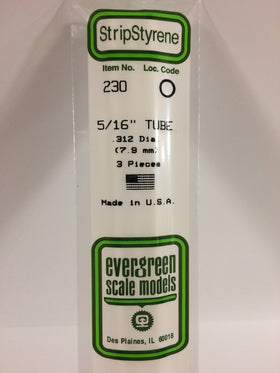 StripStyrene
Item No. Loc. Code
230 O
5/16" TUBE
.312 Dia.
(7.9 mm)
3 Pieces
Made in U.S.A.
evergreen
scale models
Des Plaines, IL 60018